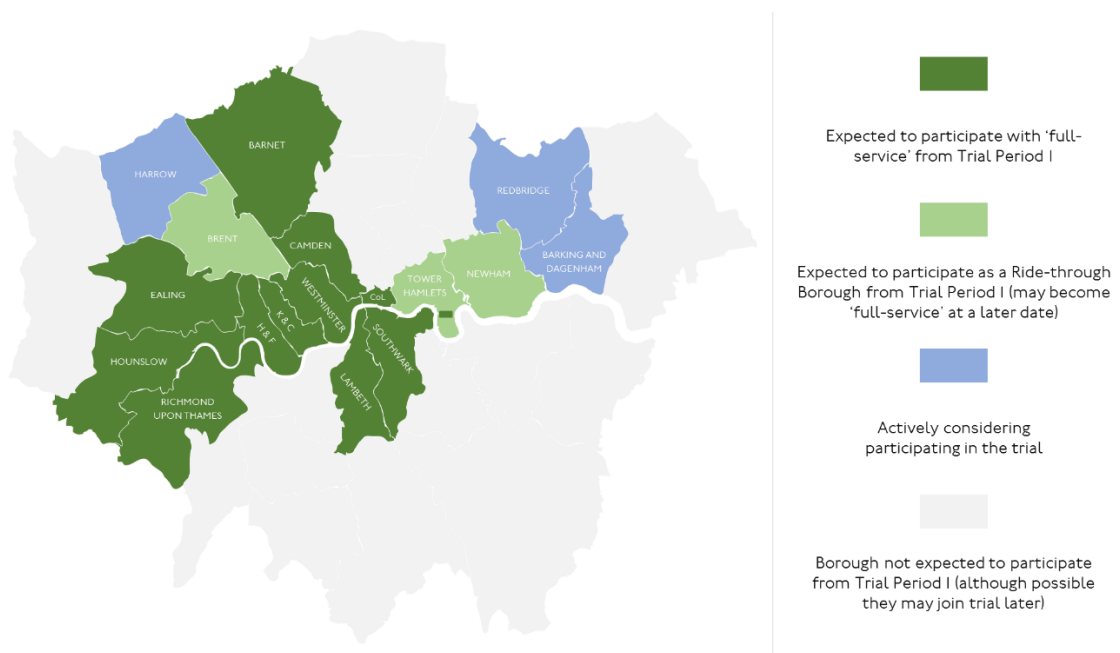 BARNET
HARROW
REDBRIDGE
BRENT
CAMDEN
BARKING AND
DAGENHAM
NEWHAM
TOWER
HAMLETS
EALING
WESTMINSTER
CoL
K & C
H & F
SOUTHWARK
HOUNSLOW
LAMBETH
RICHMOND
UPON THAMES
Expected to participate with ‘full-
service’ from Trial Period I
Expected to participate as a Ride-through
Borough from Trial Period I (may become
‘full-service’ at a later date)
Actively considering
participating in the trial
Borough not expected to participate
from Trial Period I (although possible
they may join trial later)